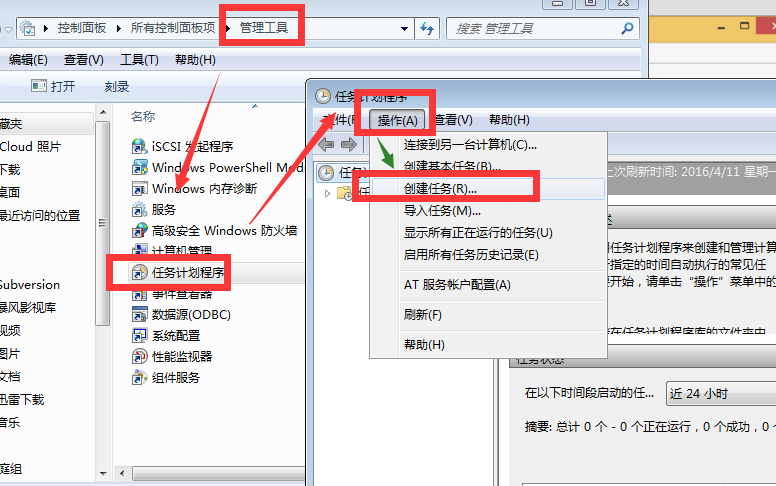 控制面板 所有控制面板项 管理工具
搜索 管理工具
编辑(E) 查看(V) 工具(T) 帮助(H)
打开 刻录
名称
iSCSI 发起程序
Windows PowerShell Mod
Windows 内存诊断
服务
高级安全 Windows 防火墙
计算机管理
任务计划程序
事件查看器
数据源(ODBC)
系统配置
性能监视器
组件服务
藏夹
Cloud 照片
下载
桌面
最近访问的位置
Subversion
暴风影视库
视频
图片
文档
迅雷下载
音乐
庭组
任务计划程序
操作(A) 查看(V) 帮助(H)
连接到另一台计算机(C)...
创建基本任务(B)...
创建任务(R)...
导入任务(M)...
显示所有正在运行的任务(U)
启用所有任务历史记录(E)
AT 服务帐户配置(A)
刷新(F)
帮助(H)
上次刷新时间: 2016/4/11 星期一
任务计划程序来创建和管理计算
指定的时间自动执行的常见任
开始，请单击“操作”菜单中的
在任务计划程序库的文件夹中
任务状态
在以下时间段启动的任... 近 24 小时
摘要: 总计 0 个 - 0 个正在运行，0 个成功，0